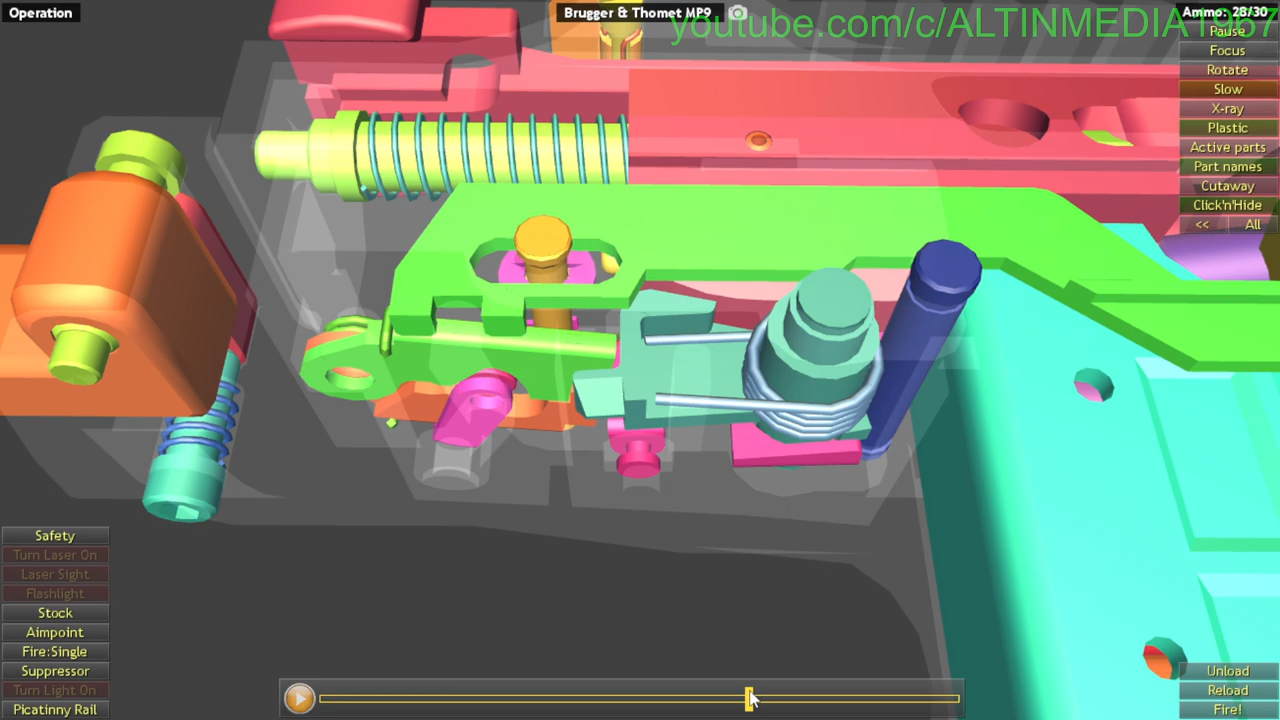 Operation
Brugger & Thomet MP9
Ammo: 28/30
youtube.com/c/ALTINMEDIA1967
Pause
Focus
Rotate
Slow
X-ray
Plastic
Active parts
Part names
Cutaway
Click'n'Hide
<< All
Safety
Turn Laser On
Laser Sight
Flashlight
Stock
Aimpoint
Fire:Single
Suppressor
Turn Light On
Picatinny Rail
Unload
Reload
Fire!